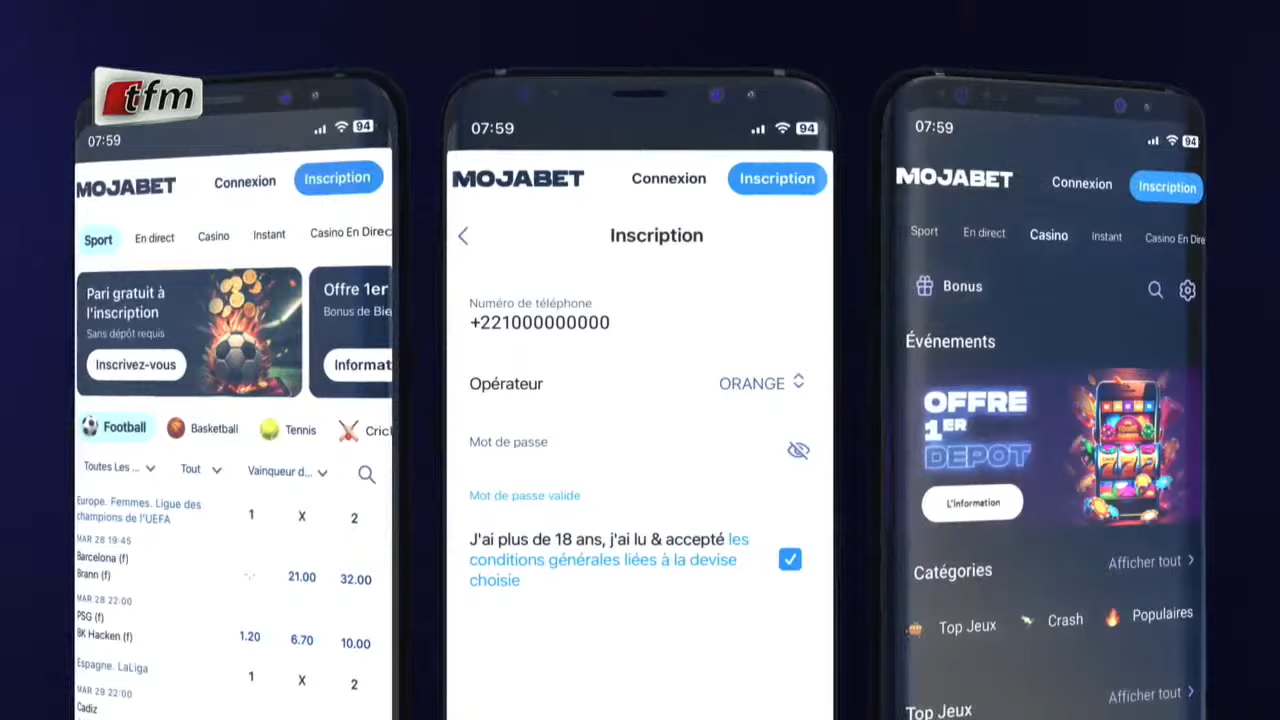 tfm
07:59
94
MOJABET
Connexion
Inscription
Sport
En direct
Casino
Instant
Casino En Direc
Pari gratuit à
l'inscription
Sans dépôt requis
Inscrivez-vous
Offre 1er
Bonus de Bie
Informat
Football
Basketball
Tennis
Cric
Toutes Les ...
Tout
Vainqueur d...
Europe. Femmes. Ligue des
champions de l'UEFA
1 X 2
MAR 28 19:45
Barcelona (f)
Brann (f)
-.- 21.00 32.00
MAR 28 22:00
PSG (f)
BK Hacken (f)
1.20 6.70 10.00
Espagne. LaLiga
1 X 2
MAR 29 22:00
Cadiz
07:59
94
MOJABET
Connexion
Inscription
Inscription
Numéro de téléphone
+221000000000
Opérateur
ORANGE
Mot de passe
Mot de passe valide
J'ai plus de 18 ans, j'ai lu & accepté les
conditions générales liées à la devise
choisie
07:59
94
MOJABET
Connexion
Inscription
Sport
En direct
Casino
Instant
Casino En Dire
Bonus
Événements
OFFRE
1ER
DEPOT
L'Information
Catégories
Afficher tout
Top Jeux
Crash
Populaires
Afficher tout
Top Jeux